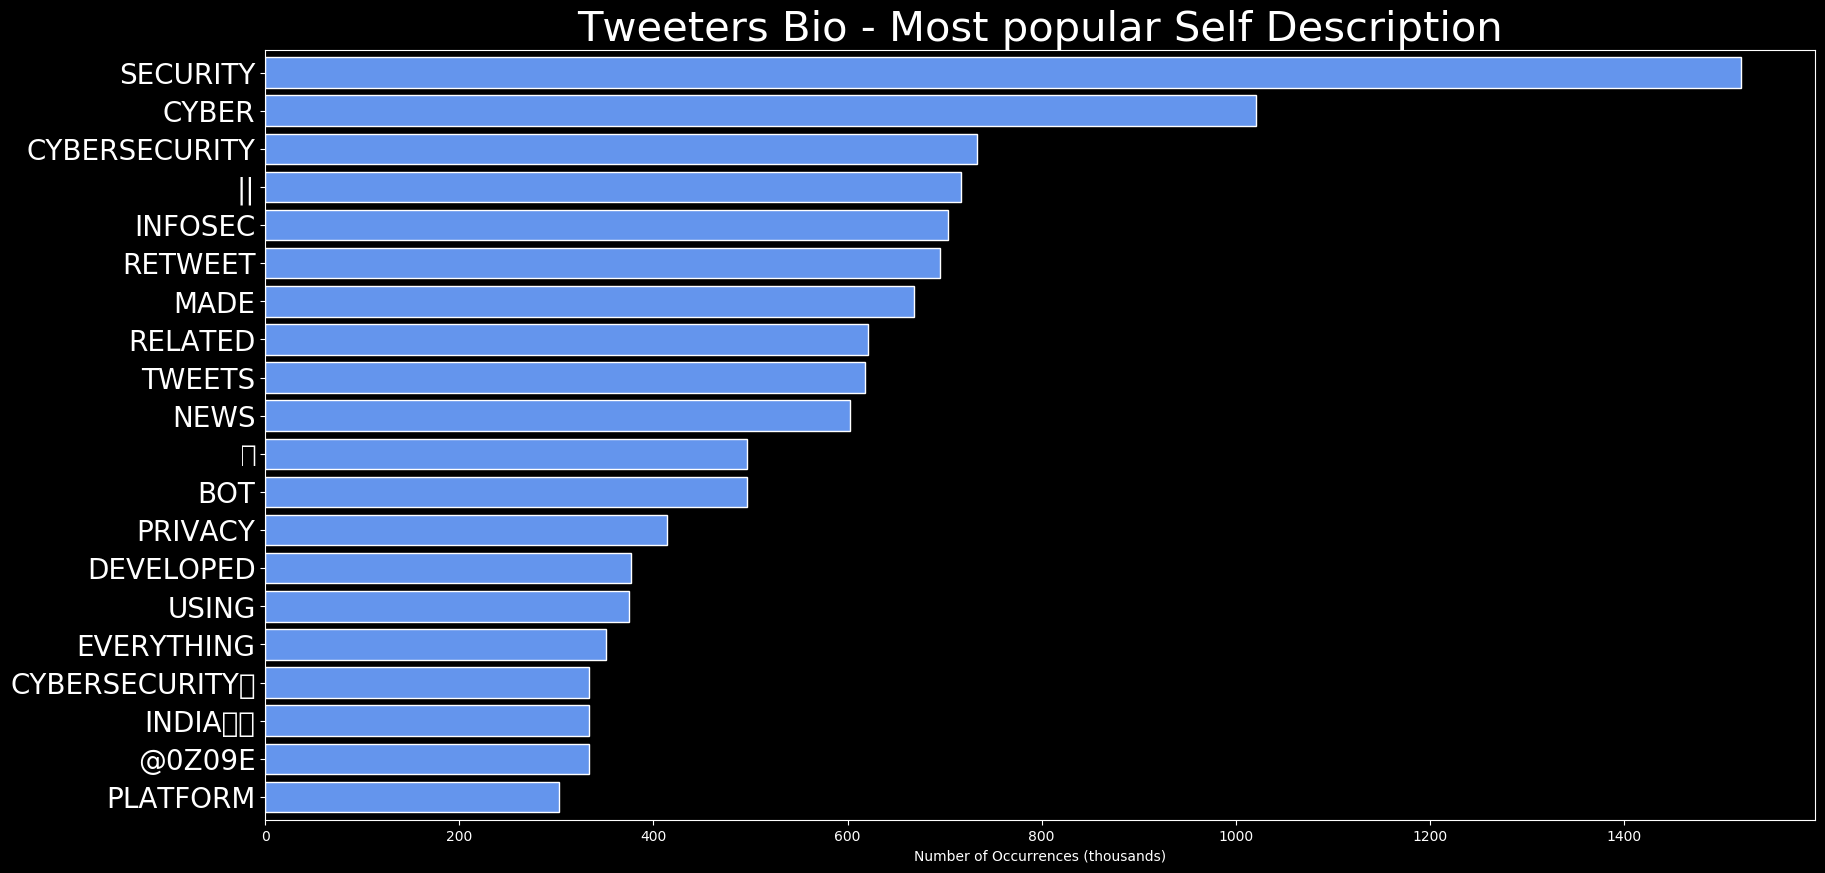 Tweeters Bio - Most popular Self Description
SECURITY
CYBER
CYBERSECURITY
||
INFOSEC
RETWEET
MADE
RELATED
TWEETS
NEWS
BOT
PRIVACY
DEVELOPED
USING
EVERYTHING
CYBERSECURITY
INDIA
@0Z09E
PLATFORM
0 200 400 600 800 1000 1200 1400
Number of Occurrences (thousands)